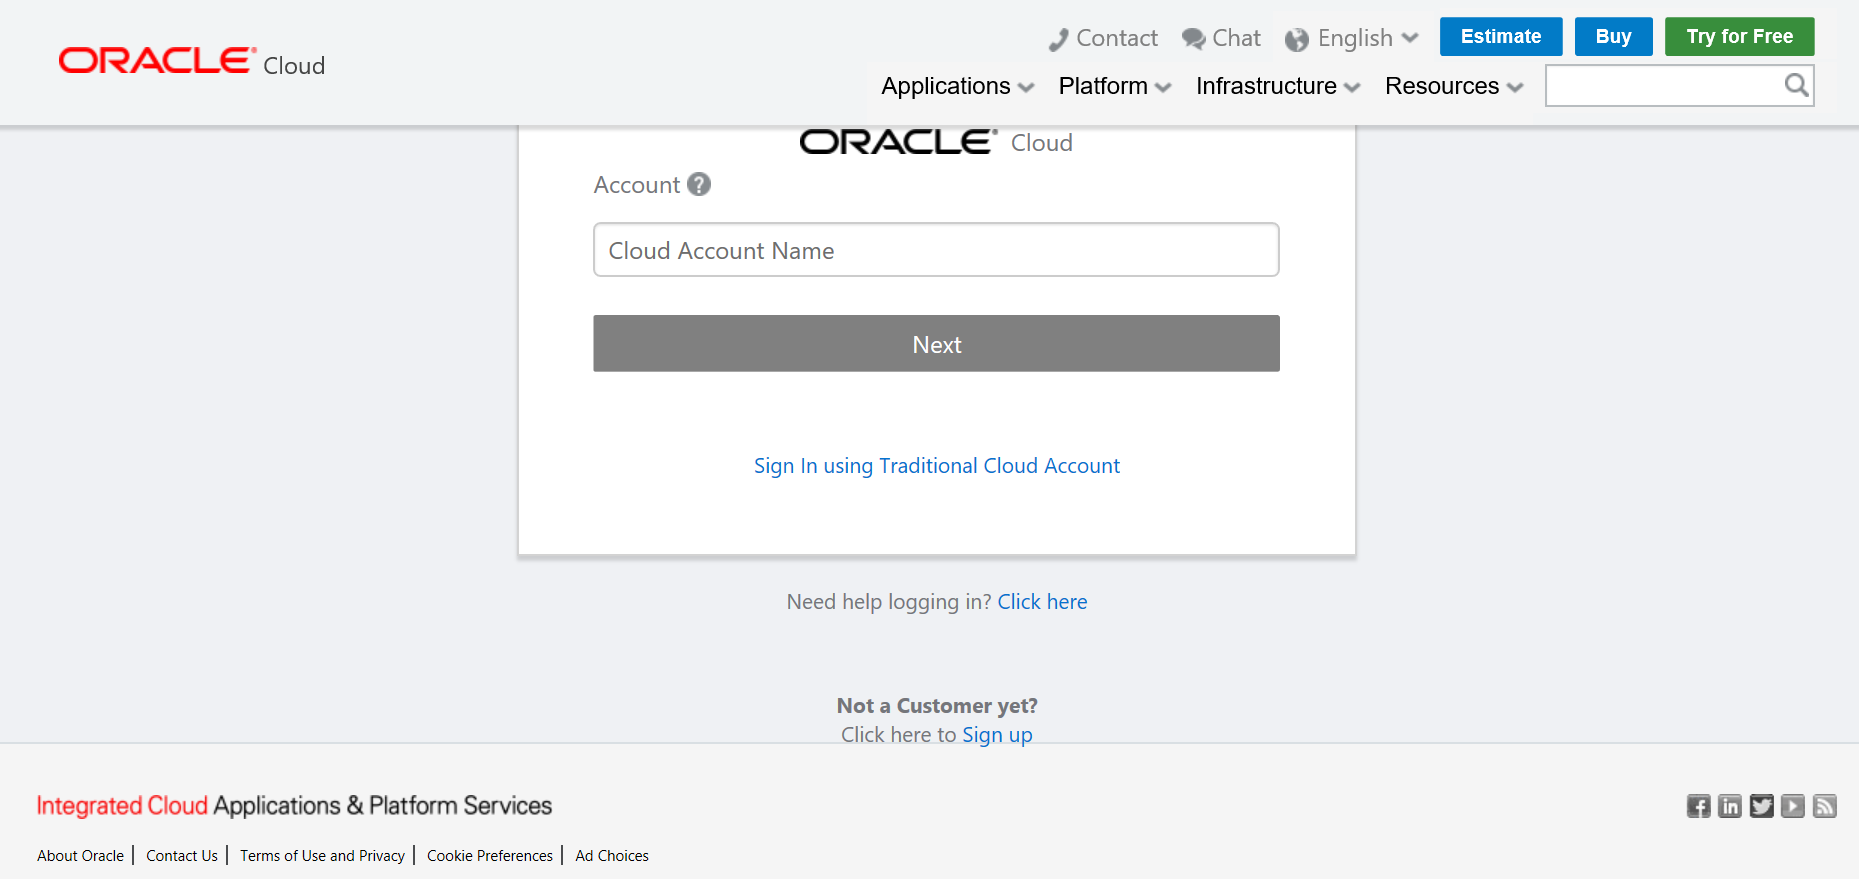 ORACLE Cloud
Contact Chat English Estimate Buy Try for Free
Applications Platform Infrastructure Resources
ORACLE Cloud
Account ?
Cloud Account Name
Next
Sign In using Traditional Cloud Account
Need help logging in? Click here
Not a Customer yet?
Click here to Sign up
Integrated Cloud Applications & Platform Services
About Oracle | Contact Us | Terms of Use and Privacy | Cookie Preferences | Ad Choices